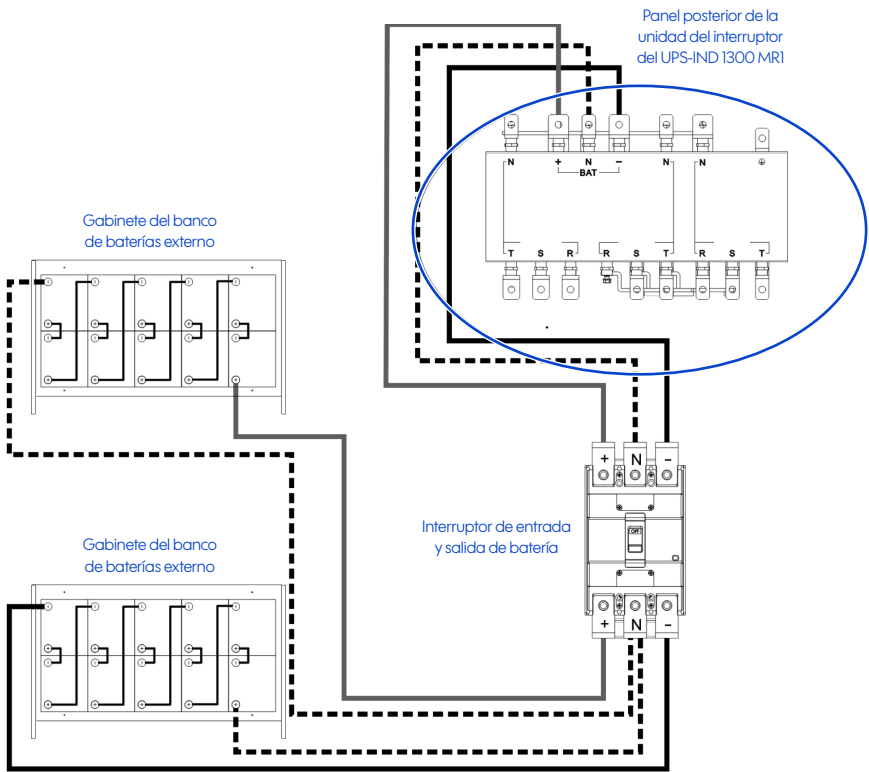 Panel posterior de la
unidad del interruptor
del UPS-IND 1300 MR1
N
+
N
−
N
N
BAT
T
S
R
R
S
T
R
S
T
Gabinete del banco
de baterías externo
+
N
−
OFF
Interruptor de entrada
y salida de batería
+
N
−
Gabinete del banco
de baterías externo